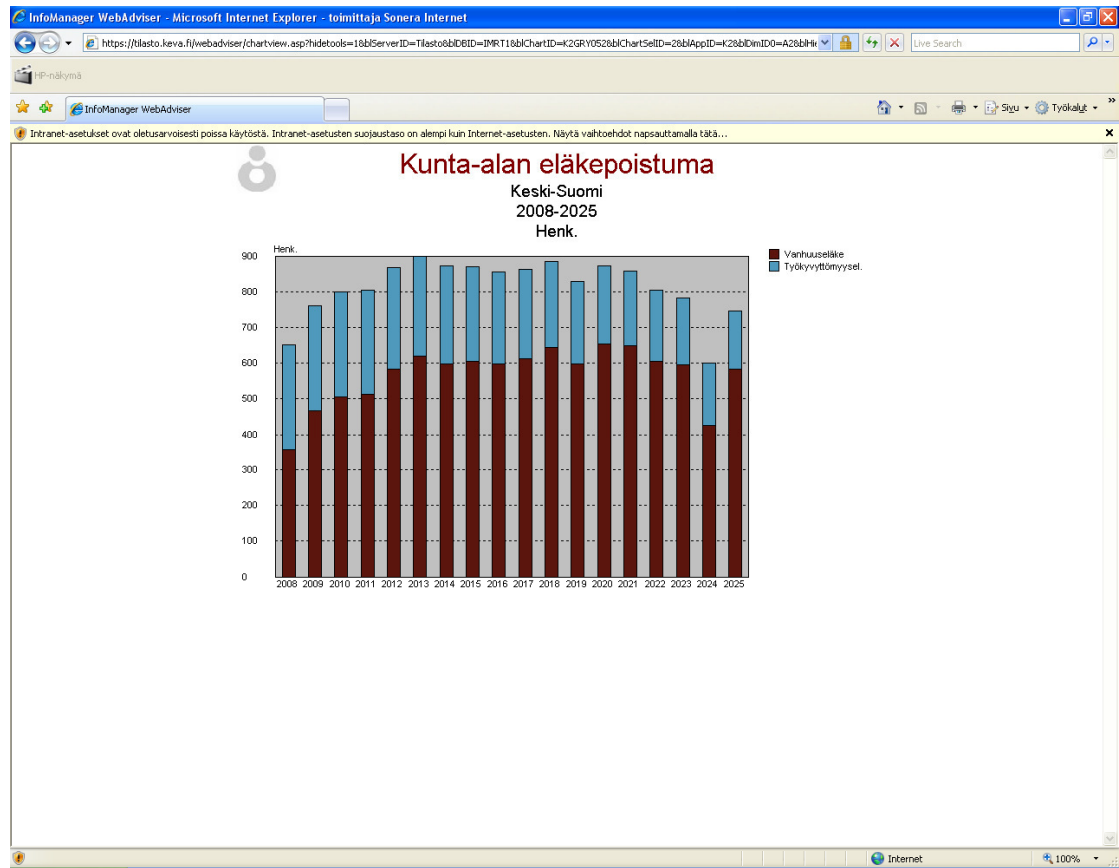 InfoManager WebAdviser - Microsoft Internet Explorer - toimittaja Sonera Internet
https://tilasto.keva.fi/webadviser/chartview.asp?hidetools=1&blServerID=Tilasto&blDBID=IMRT1&blChartID=K2GRY052&blChartSelID=2&blAppID=K2&blDimID0=A2&blHie
Live Search
HP-näkymä
InfoManager WebAdviser
Sivu
Työkalut
»
Intranet-asetukset ovat oletusarvoisesti poissa käytöstä. Intranet-asetusten suojaustaso on alempi kuin Internet-asetusten. Näytä vaihtoehdot napsauttamalla tätä...
Kunta-alan eläkepoistuma
Keski-Suomi
2008-2025
Henk.
Henk.
Vanhuuseläke
Työkyvyttömyysel.
900
800
700
600
500
400
300
200
100
0
2008 2009 2010 2011 2012 2013 2014 2015 2016 2017 2018 2019 2020 2021 2022 2023 2024 2025
Internet
100%